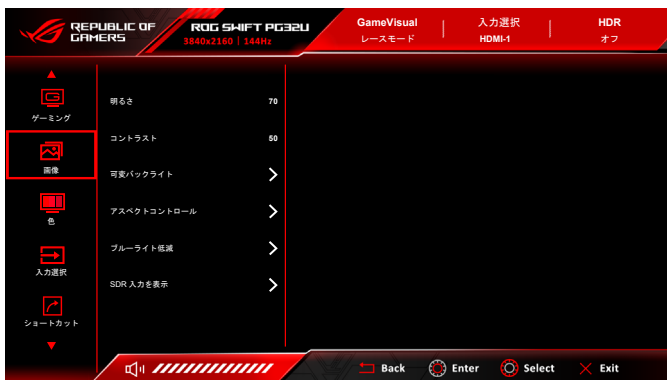 REPUBLIC OF
GAMERS
ROG SWIFT PG32U
3840x2160 | 144Hz
GameVisual
レースモード
入力選択
HDMI-1
HDR
オフ
ゲーミング
画像
色
入力選択
ショートカット
明るさ 70
コントラスト 50
可変バックライト
アスペクトコントロール
ブルーライト低減
SDR 入力を表示
Back
Enter
Select
Exit